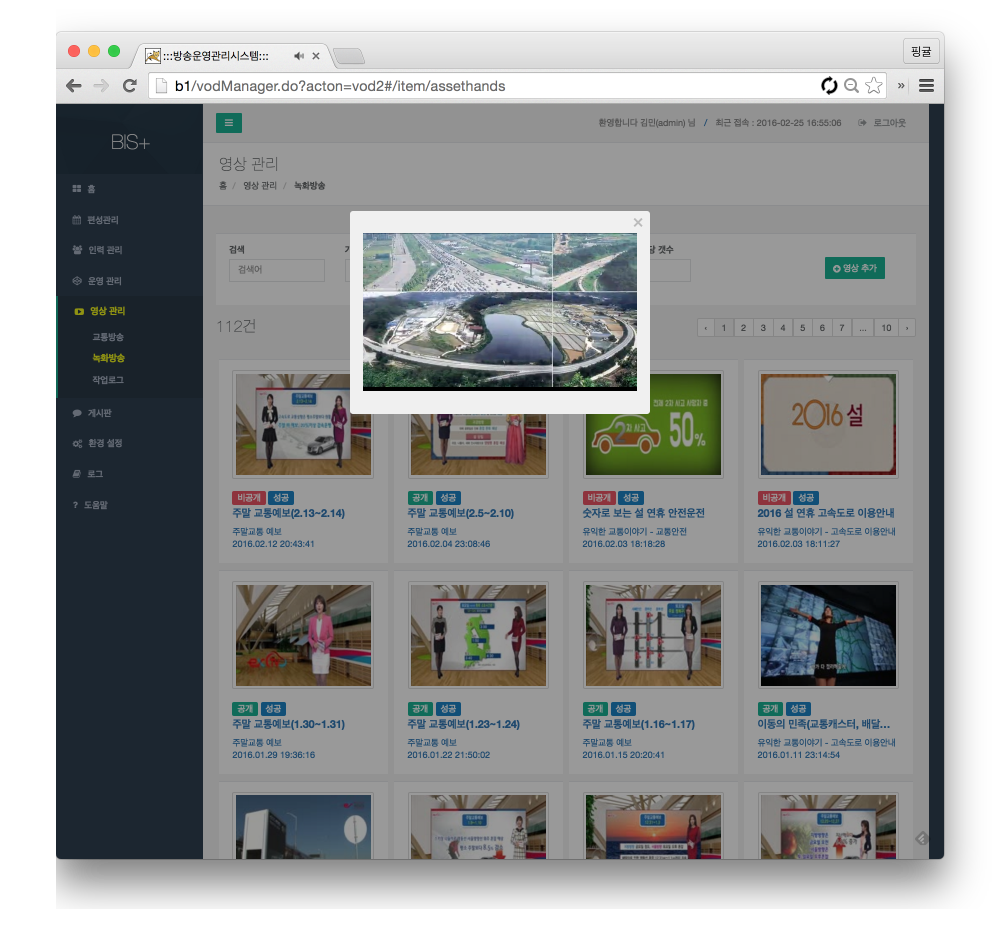 :::방송운영관리시스템:::
핑귤
b1/vodManager.do?acton=vod2#/item/assethands
BIS+
환영합니다 김민(admin) 님 / 최근 접속 : 2016-02-25 16:55:06 로그아웃
영상 관리
홈 / 영상 관리 / 녹화방송
홈
편성관리
인력 관리
운영 관리
영상 관리
교통방송
녹화방송
작업로그
게시판
환경 설정
로그
도움말
검색
당 갯수
검색어
영상 추가
112건
‹ 1 2 3 4 5 6 7 ... 10 ›
2차 사고
50%
2016 설
비공개 성공
주말 교통예보(2.13~2.14)
주말교통 예보
2016.02.12 20:43:41
공개 성공
주말 교통예보(2.5~2.10)
주말교통 예보
2016.02.04 23:08:46
비공개 성공
숫자로 보는 설 연휴 안전운전
유익한 교통이야기 - 교통안전
2016.02.03 18:18:28
비공개 성공
2016 설 연휴 고속도로 이용안내
유익한 교통이야기 - 고속도로 이용안내
2016.02.03 18:11:27
공개 성공
주말 교통예보(1.30~1.31)
주말교통 예보
2016.01.29 19:36:16
공개 성공
주말 교통예보(1.23~1.24)
주말교통 예보
2016.01.22 21:50:02
공개 성공
주말 교통예보(1.16~1.17)
주말교통 예보
2016.01.15 20:20:41
공개 성공
이동의 민족(교통캐스터, 배달...
유익한 교통이야기 - 고속도로 이용안내
2016.01.11 23:14:54